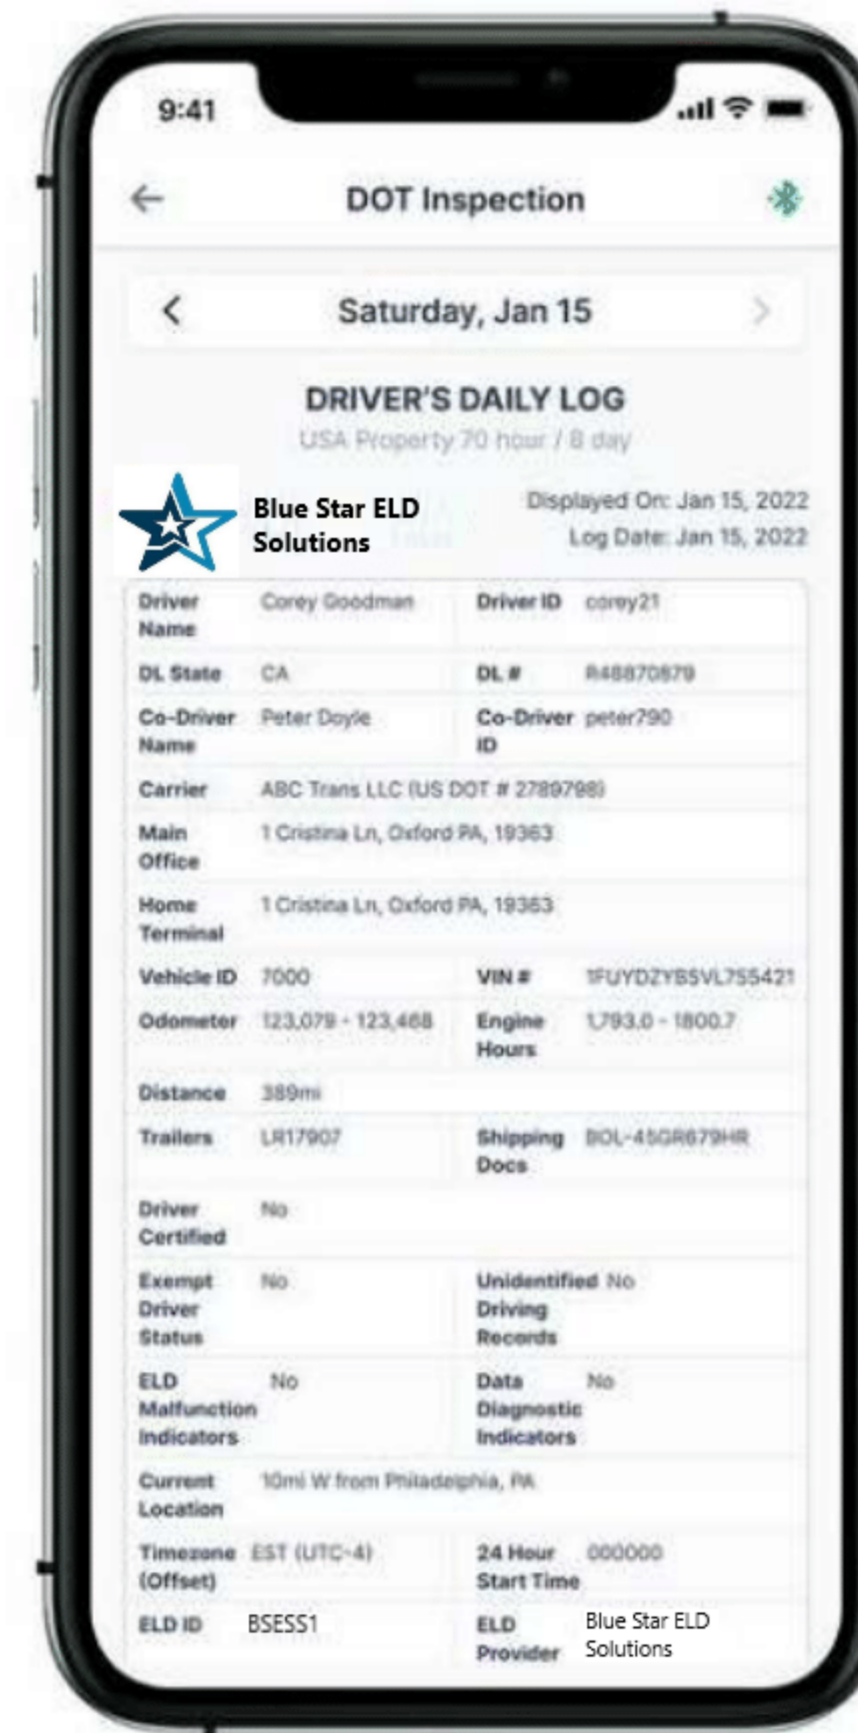 9:41
DOT Inspection
Saturday, Jan 15
DRIVER'S DAILY LOG
USA Property 70 hour / 8 day
Blue Star ELD Solutions
Displayed On: Jan 15, 2022
Log Date: Jan 15, 2022
Driver Name Corey Goodman Driver ID corey21
DL State CA DL # R48870879
Co-Driver Name Peter Doyle Co-Driver ID peter790
Carrier ABC Trans LLC (US DOT # 2789798)
Main Office 1 Cristina Ln, Oxford PA, 19363
Home Terminal 1 Cristina Ln, Oxford PA, 19363
Vehicle ID 7000 VIN # 1FUYDZYBSVL755421
Odometer 123,079 - 123,468 Engine Hours 1,793.0 - 1800.7
Distance 389mi
Trailers LR17907 Shipping Docs BOL-45GR679HR
Driver Certified No
Exempt Driver Status No Unidentified Driving Records No
ELD Malfunction Indicators No Data Diagnostic Indicators No
Current Location 10mi W from Philadelphia, PA
Timezone (Offset) EST (UTC-4) 24 Hour Start Time 000000
ELD ID BSESS1 ELD Provider Blue Star ELD Solutions